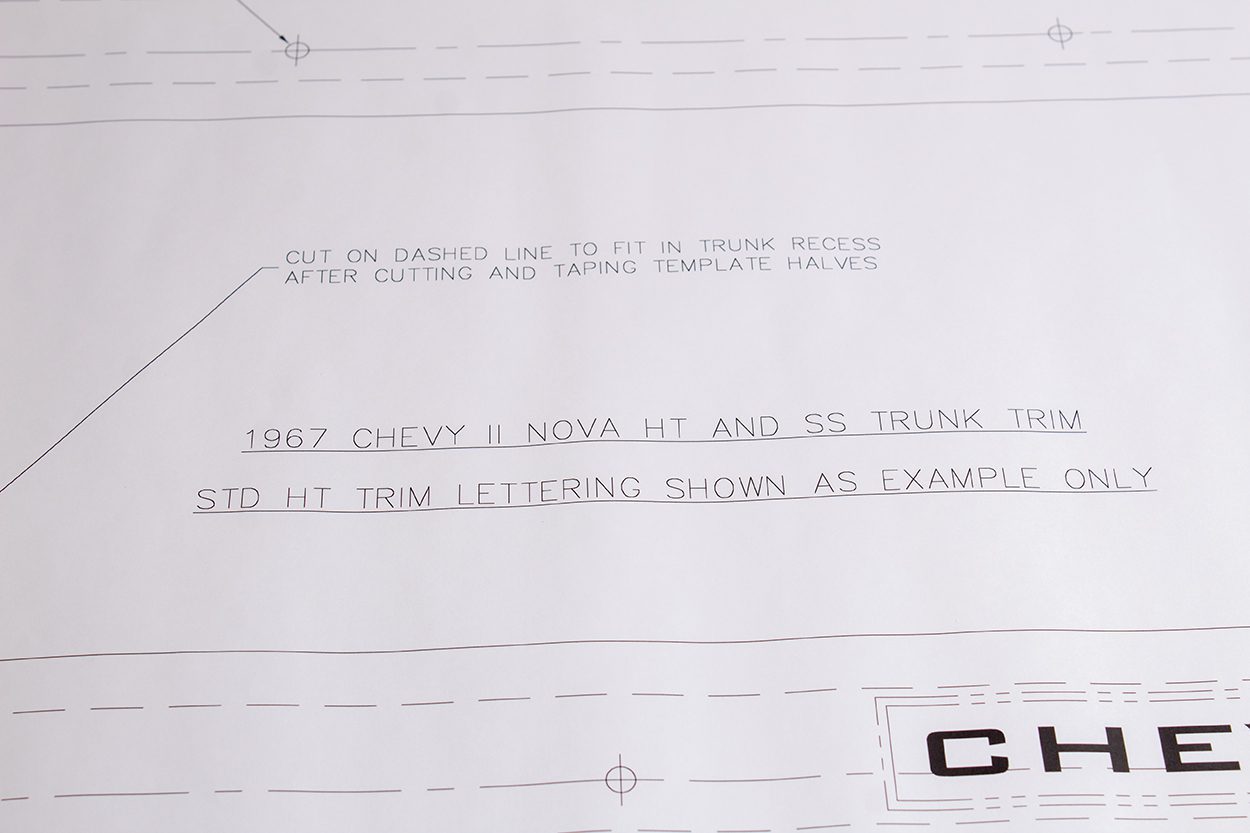 CUT ON DASHED LINE TO FIT IN TRUNK RECESS
AFTER CUTTING AND TAPING TEMPLATE HALVES
1967 CHEVY II NOVA HT AND SS TRUNK TRIM
STD HT TRIM LETTERING SHOWN AS EXAMPLE ONLY
CHE